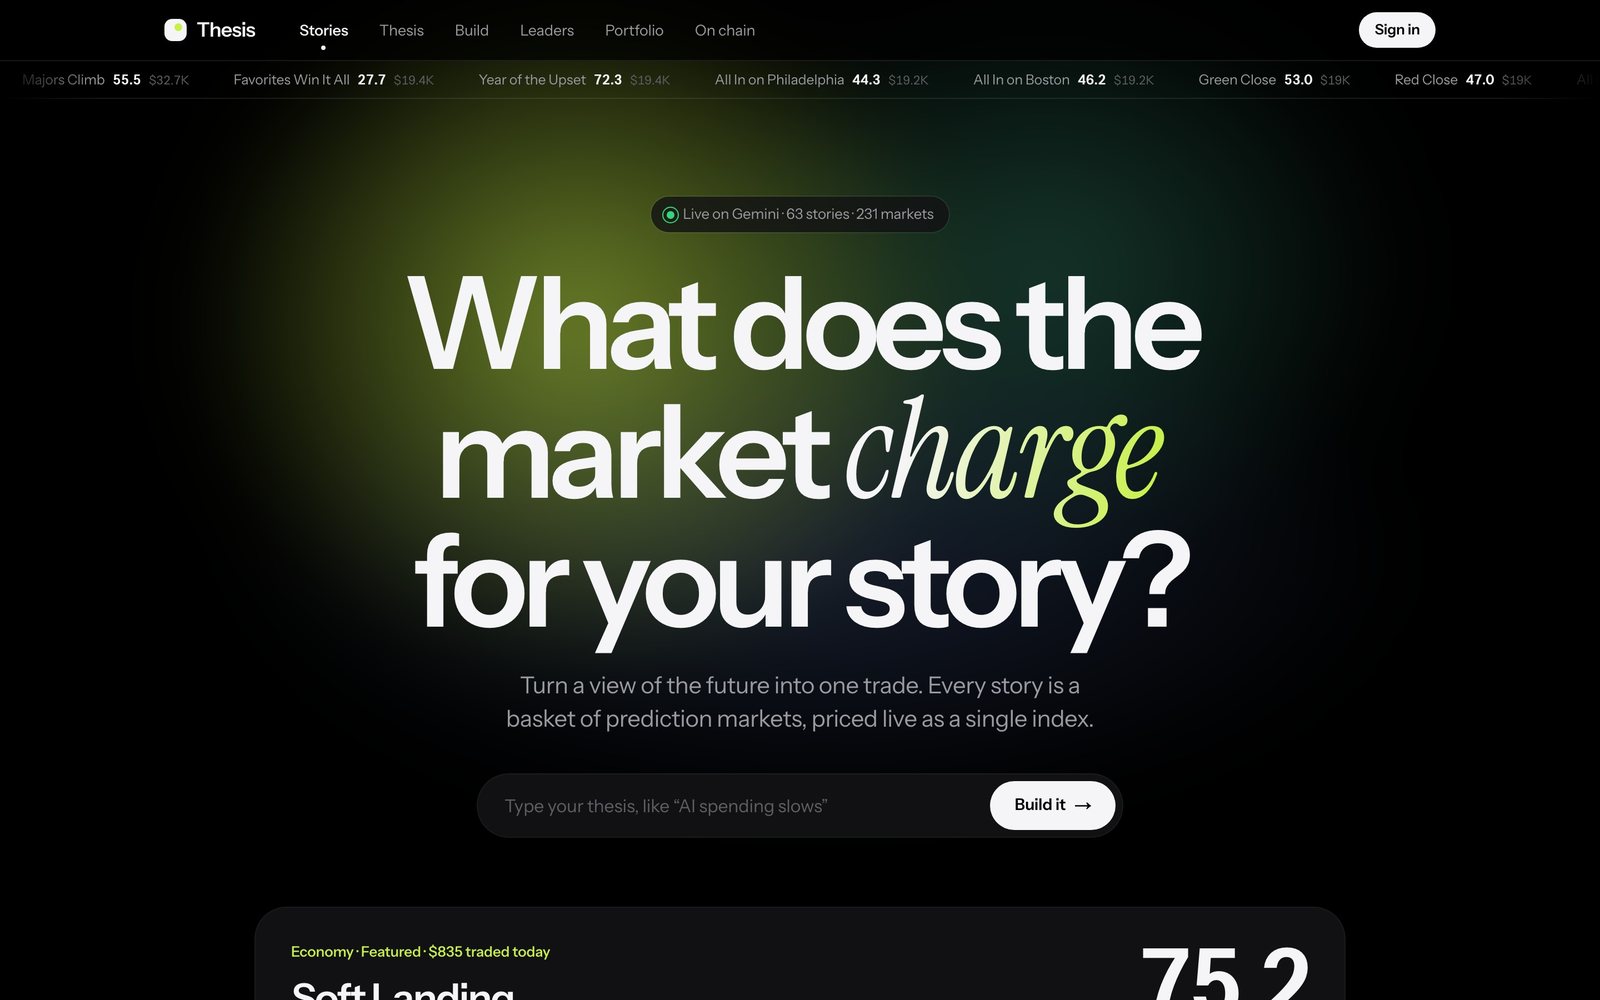 Thesis
Stories
Thesis
Build
Leaders
Portfolio
On chain
Sign in
Majors Climb 55.5 $32.7K
Favorites Win It All 27.7 $19.4K
Year of the Upset 72.3 $19.4K
All In on Philadelphia 44.3 $19.2K
All In on Boston 46.2 $19.2K
Green Close 53.0 $19K
Red Close 47.0 $19K
All
Live on Gemini · 63 stories · 231 markets
What does the
market charge
for your story?
Turn a view of the future into one trade. Every story is a
basket of prediction markets, priced live as a single index.
Type your thesis, like “AI spending slows”
Build it →
Economy · Featured · $835 traded today
75.2
Soft Landing